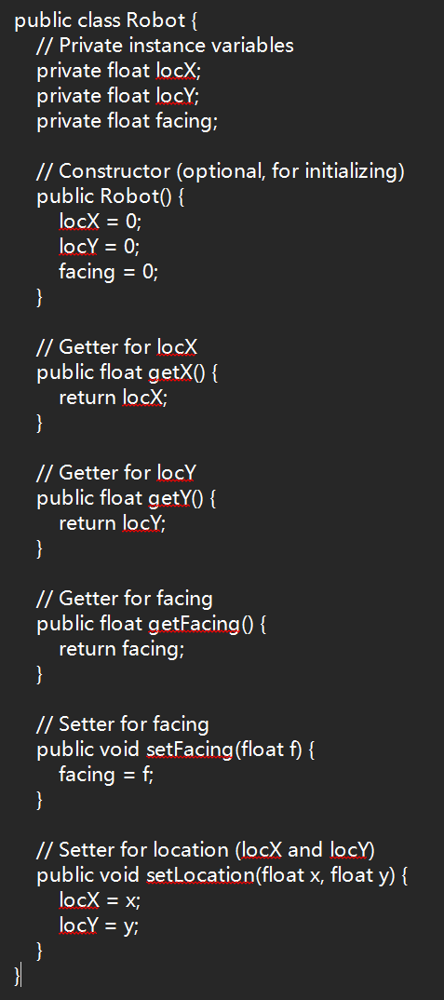 public class Robot {
// Private instance variables
private float locX;
private float locY;
private float facing;
// Constructor (optional, for initializing)
public Robot() {
locX = 0;
locY = 0;
facing = 0;
}
// Getter for locX
public float getX() {
return locX;
}
// Getter for locY
public float getY() {
return locY;
}
// Getter for facing
public float getFacing() {
return facing;
}
// Setter for facing
public void setFacing(float f) {
facing = f;
}
// Setter for location (locX and locY)
public void setLocation(float x, float y) {
locX = x;
locY = y;
}
}